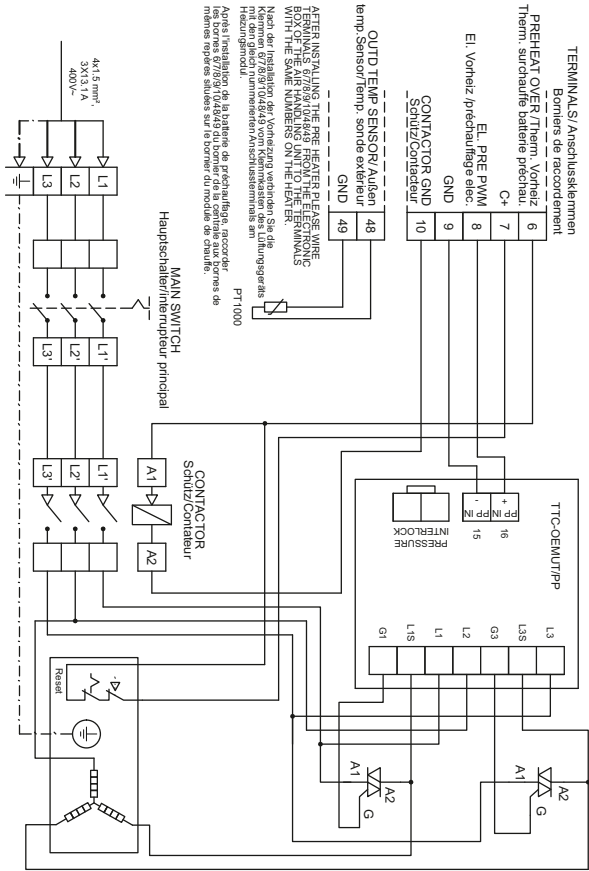 TERMINALS/ Anschlussklemmen
Borniers de raccordement
PREHEAT OVER /Therm. Vorheiz
Therm. surchauffe batterie préchau.
6
C+
7
EL. PRE PWM
El. Vorheiz /préchauffage elec.
8
GND
9
CONTACTOR GND
Schütz/Contacteur
10
OUTD TEMP SENSOR/ Außen
temp.Sensor/Temp. sonde extérieur
48
GND
49
PT1000
AFTER INSTALLING THE PRE HEATER PLEASE WIRE
TERMINALS 6/7/8/9/10/48/49 FROM THE ELECTRONIC
BOX OF THE AIR HANDLING UNIT TO THE TERMINALS
WITH THE SAME NUMBERS ON THE HEATER.
Nach der Installation der Vorheizung verbinden Sie die
Klemmen 6/7/8/9/10/48/49 vom Klemmkasten des Lüftungsgeräts
mit den gleich nummerierten Anschlussterminals am
Heizungsmodul.
Après l'installation de la batterie de préchauffage, raccorder
les bornes 6/7/8/9/10/48/49 du bornier de la centrale aux bornes de
mêmes repères situées sur le bornier du module de chauffe.
4x1.5 mm²,
3X13.1A
400V~
L1
L2
L3
MAIN SWITCH
Hauptschalter/interrupteur principal
L1'
L2'
L3'
CONTACTOR
Schütz/Contateur
A1
A2
L1'
L2'
L3'
TTC-OEMUT/PP
+ PP IN
16
- PP IN
15
PRESSURE
INTERLOCK
L3
L3S
G3
L2
L1
L1S
G1
A2
A1
G
A2
A1
G
Reset